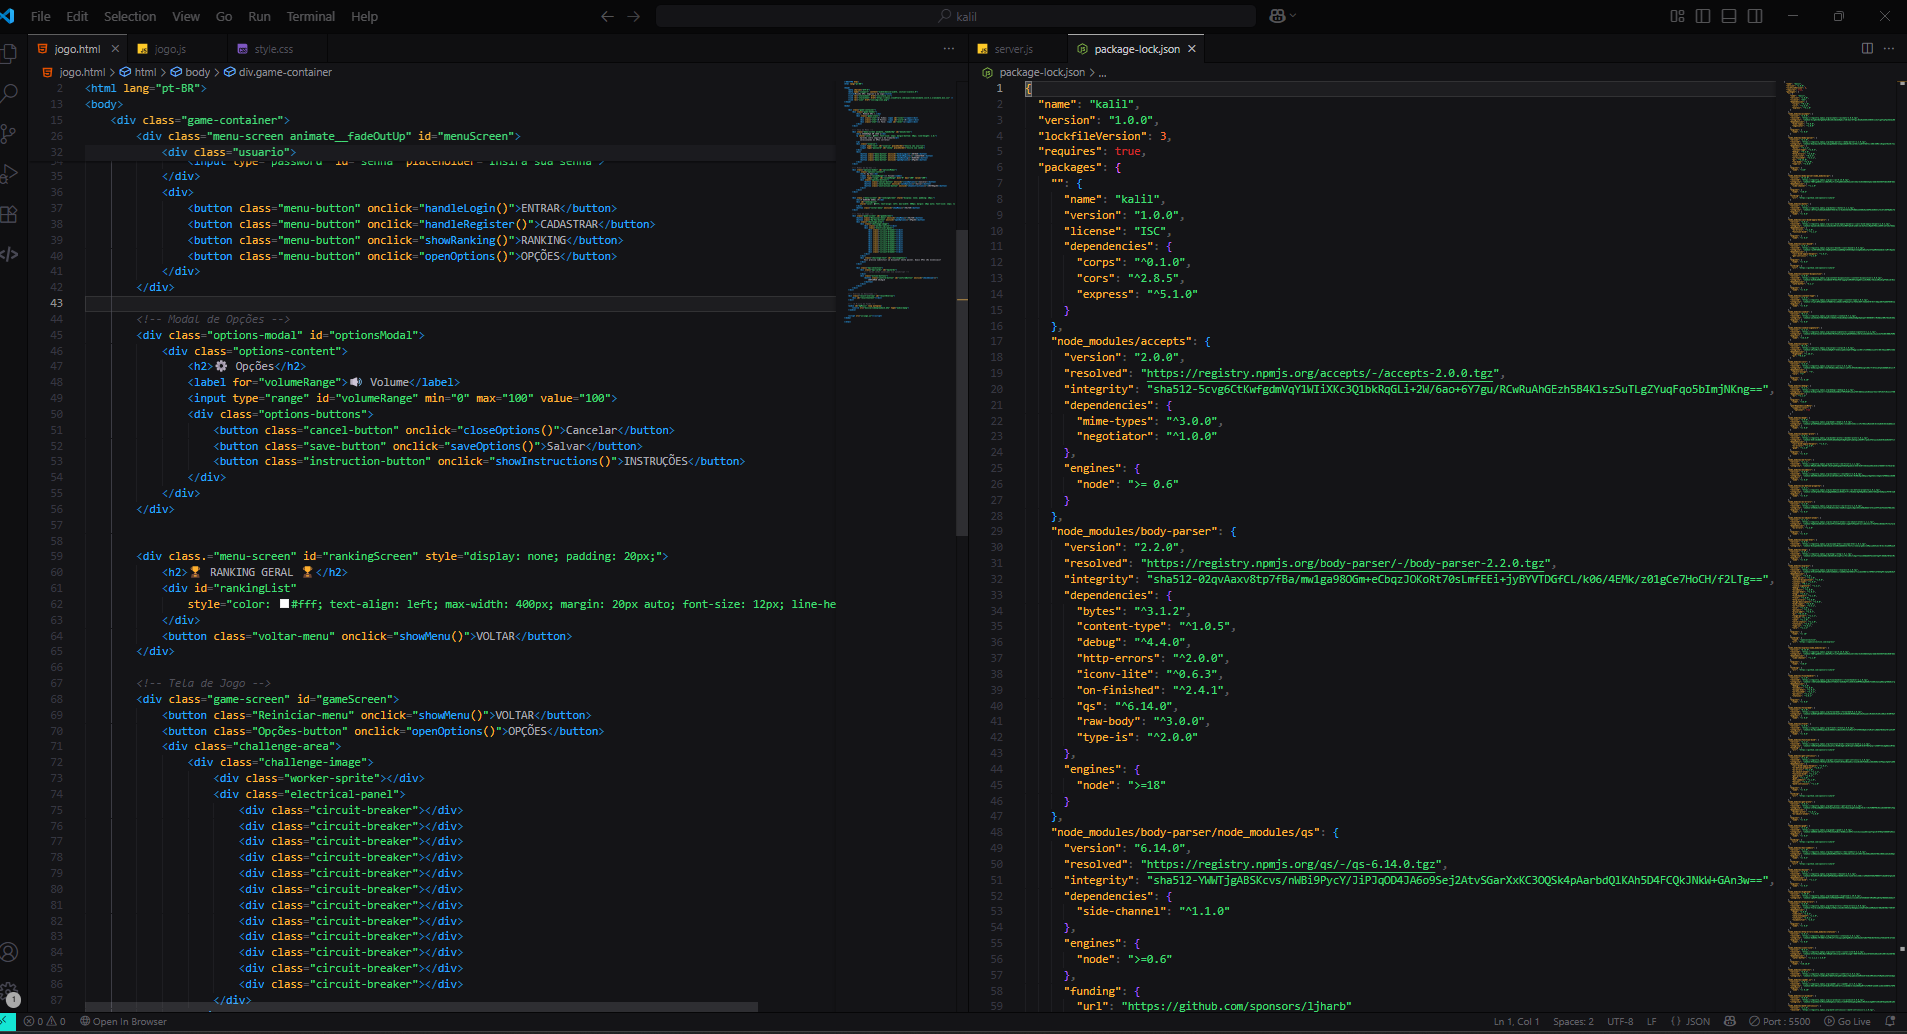 File Edit Selection View Go Run Terminal Help
kalil
jogo.html
jogo.js
style.css
jogo.html > html > body > div.game-container
2 <html lang="pt-BR">
13 <body>
15 <div class="game-container">
26 <div class="menu-screen animate__fadeOutUp" id="menuScreen">
32 <div class="usuario">
34 <input type="password" id="senha" placeholder="Insira sua senha">
35 </div>
36 <div>
37 <button class="menu-button" onclick="handleLogin()">ENTRAR</button>
38 <button class="menu-button" onclick="handleRegister()">CADASTRAR</button>
39 <button class="menu-button" onclick="showRanking()">RANKING</button>
40 <button class="menu-button" onclick="openOptions()">OPÇÕES</button>
41 </div>
42 </div>
43
44 <!-- Modal de Opções -->
45 <div class="options-modal" id="optionsModal">
46 <div class="options-content">
47 <h2>⚙️ Opções</h2>
48 <label for="volumeRange">🔊 Volume</label>
49 <input type="range" id="volumeRange" min="0" max="100" value="100">
50 <div class="options-buttons">
51 <button class="cancel-button" onclick="closeOptions()">Cancelar</button>
52 <button class="save-button" onclick="saveOptions()">Salvar</button>
53 <button class="instruction-button" onclick="showInstructions()">INSTRUÇÕES</button>
54 </div>
55 </div>
56 </div>
57
58
59 <div class.="menu-screen" id="rankingScreen" style="display: none; padding: 20px;">
60 <h2>🏆 RANKING GERAL 🏆</h2>
61 <div id="rankingList"
62 style="color: #fff; text-align: left; max-width: 400px; margin: 20px auto; font-size: 12px; line-he
63 </div>
64 <button class="voltar-menu" onclick="showMenu()">VOLTAR</button>
65 </div>
66
67 <!-- Tela de Jogo -->
68 <div class="game-screen" id="gameScreen">
69 <button class="Reiniciar-menu" onclick="showMenu()">VOLTAR</button>
70 <button class="Opções-button" onclick="openOptions()">OPÇÕES</button>
71 <div class="challenge-area">
72 <div class="challenge-image">
73 <div class="worker-sprite"></div>
74 <div class="electrical-panel">
75 <div class="circuit-breaker"></div>
76 <div class="circuit-breaker"></div>
77 <div class="circuit-breaker"></div>
78 <div class="circuit-breaker"></div>
79 <div class="circuit-breaker"></div>
80 <div class="circuit-breaker"></div>
81 <div class="circuit-breaker"></div>
82 <div class="circuit-breaker"></div>
83 <div class="circuit-breaker"></div>
84 <div class="circuit-breaker"></div>
85 <div class="circuit-breaker"></div>
86 <div class="circuit-breaker"></div>
87 </div>
server.js
package-lock.json
package-lock.json > ...
1 {
2 "name": "kalil",
3 "version": "1.0.0",
4 "lockfileVersion": 3,
5 "requires": true,
6 "packages": {
7 "": {
8 "name": "kalil",
9 "version": "1.0.0",
10 "license": "ISC",
11 "dependencies": {
12 "corps": "^0.1.0",
13 "cors": "^2.8.5",
14 "express": "^5.1.0"
15 }
16 },
17 "node_modules/accepts": {
18 "version": "2.0.0",
19 "resolved": "https://registry.npmjs.org/accepts/-/accepts-2.0.0.tgz",
20 "integrity": "sha512-5cvg6CtKwfgdmVqY1WIiXKc3Q1bkRqGLi+2W/6ao+6Y7gu/RCwRuAhGEzh5B4KlszSuTLgZYuqFqo5bImjNKng==",
21 "dependencies": {
22 "mime-types": "^3.0.0",
23 "negotiator": "^1.0.0"
24 },
25 "engines": {
26 "node": ">= 0.6"
27 }
28 },
29 "node_modules/body-parser": {
30 "version": "2.2.0",
31 "resolved": "https://registry.npmjs.org/body-parser/-/body-parser-2.2.0.tgz",
32 "integrity": "sha512-02qvAaxv8tp7fBa/mw1ga98OGm+eCbqzJOKoRt70sLmfEEi+jyBYVTDGfCL/k06/4EMk/z01gCe7HoCH/f2LTg==",
33 "dependencies": {
34 "bytes": "^3.1.2",
35 "content-type": "^1.0.5",
36 "debug": "^4.4.0",
37 "http-errors": "^2.0.0",
38 "iconv-lite": "^0.6.3",
39 "on-finished": "^2.4.1",
40 "qs": "^6.14.0",
41 "raw-body": "^3.0.0",
42 "type-is": "^2.0.0"
43 },
44 "engines": {
45 "node": ">=18"
46 }
47 },
48 "node_modules/body-parser/node_modules/qs": {
49 "version": "6.14.0",
50 "resolved": "https://registry.npmjs.org/qs/-/qs-6.14.0.tgz",
51 "integrity": "sha512-YWWTjgABSKcvs/nWBi9PycY/JiPJqOD4JA6o9Sej2AtvSGarXxKC3OQSk4pAarbdQlKAh5D4FCQkJNkW+GAn3w==",
52 "dependencies": {
53 "side-channel": "^1.1.0"
54 },
55 "engines": {
56 "node": ">=0.6"
57 },
58 "funding": {
59 "url": "https://github.com/sponsors/ljharb"
1
0 0 Open In Browser
Ln 1, Col 1 Spaces: 2 UTF-8 LF {} JSON Port : 5500 Go Live